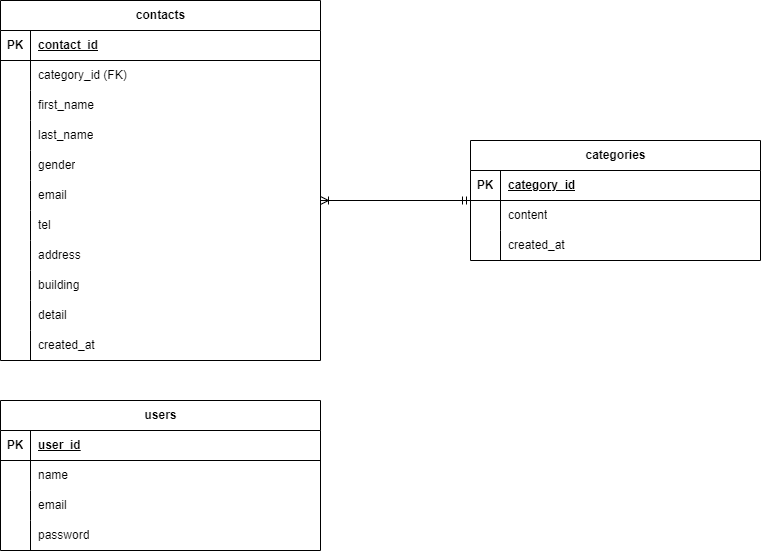 contacts
PK contact_id
category_id (FK)
first_name
last_name
gender
email
tel
address
building
detail
created_at
categories
PK category_id
content
created_at
users
PK user_id
name
email
password